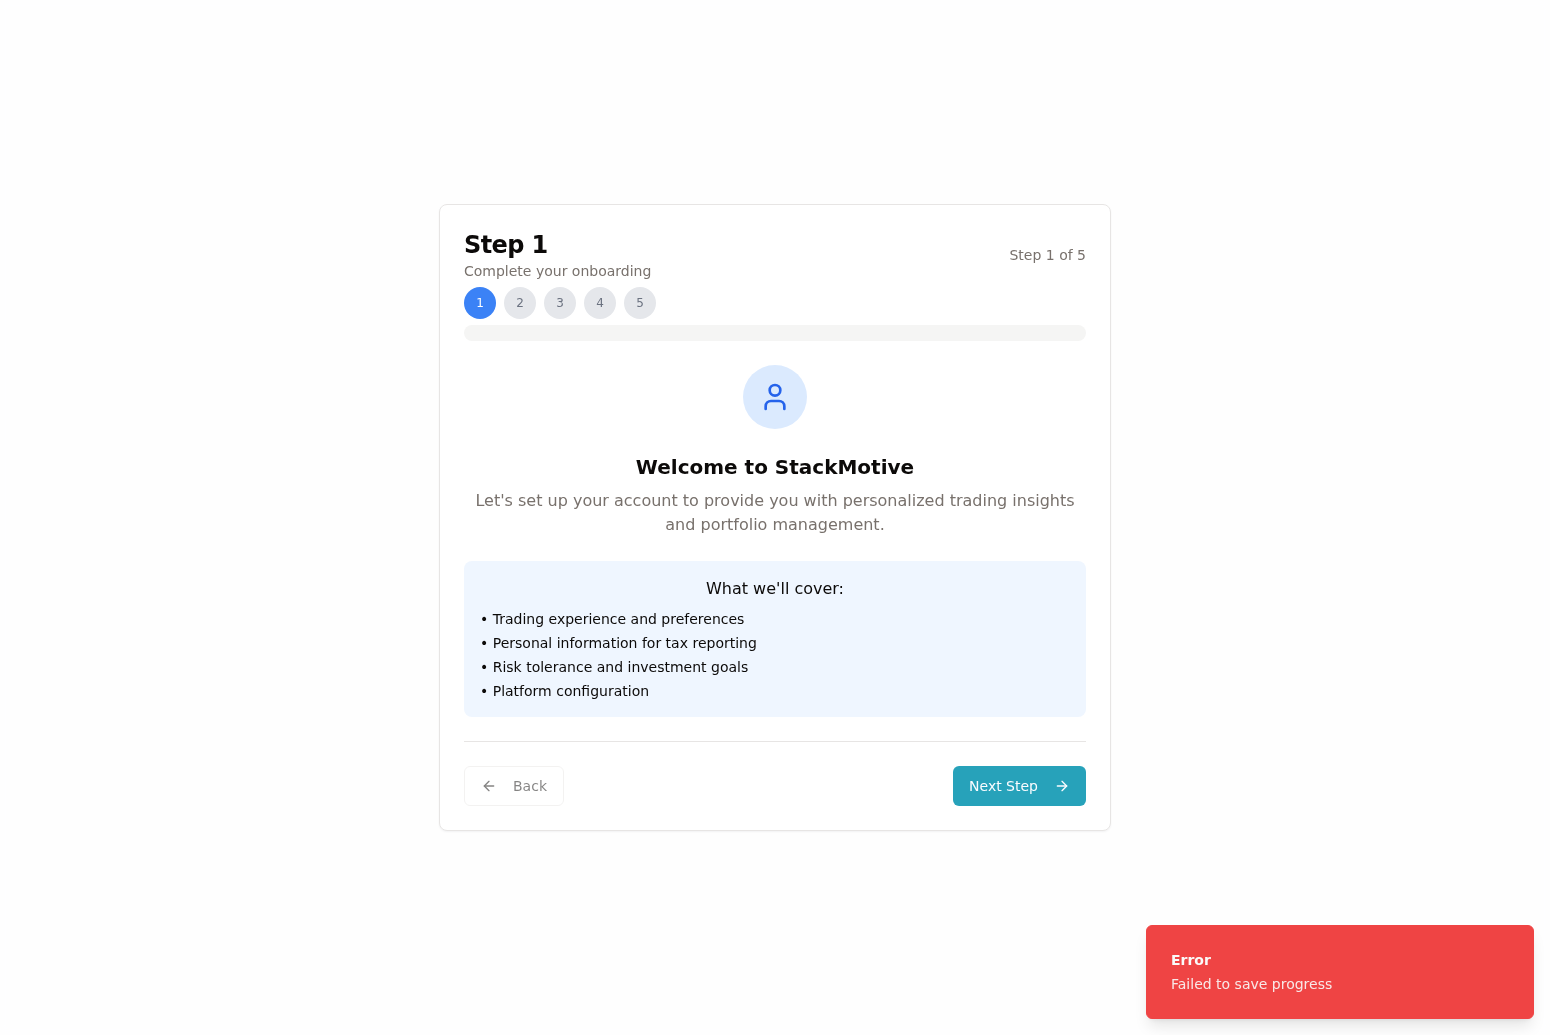 Step 1
Complete your onboarding
Step 1 of 5
1 2 3 4 5
Welcome to StackMotive
Let's set up your account to provide you with personalized trading insights
and portfolio management.
What we'll cover:
• Trading experience and preferences
• Personal information for tax reporting
• Risk tolerance and investment goals
• Platform configuration
Back
Next Step
Error
Failed to save progress